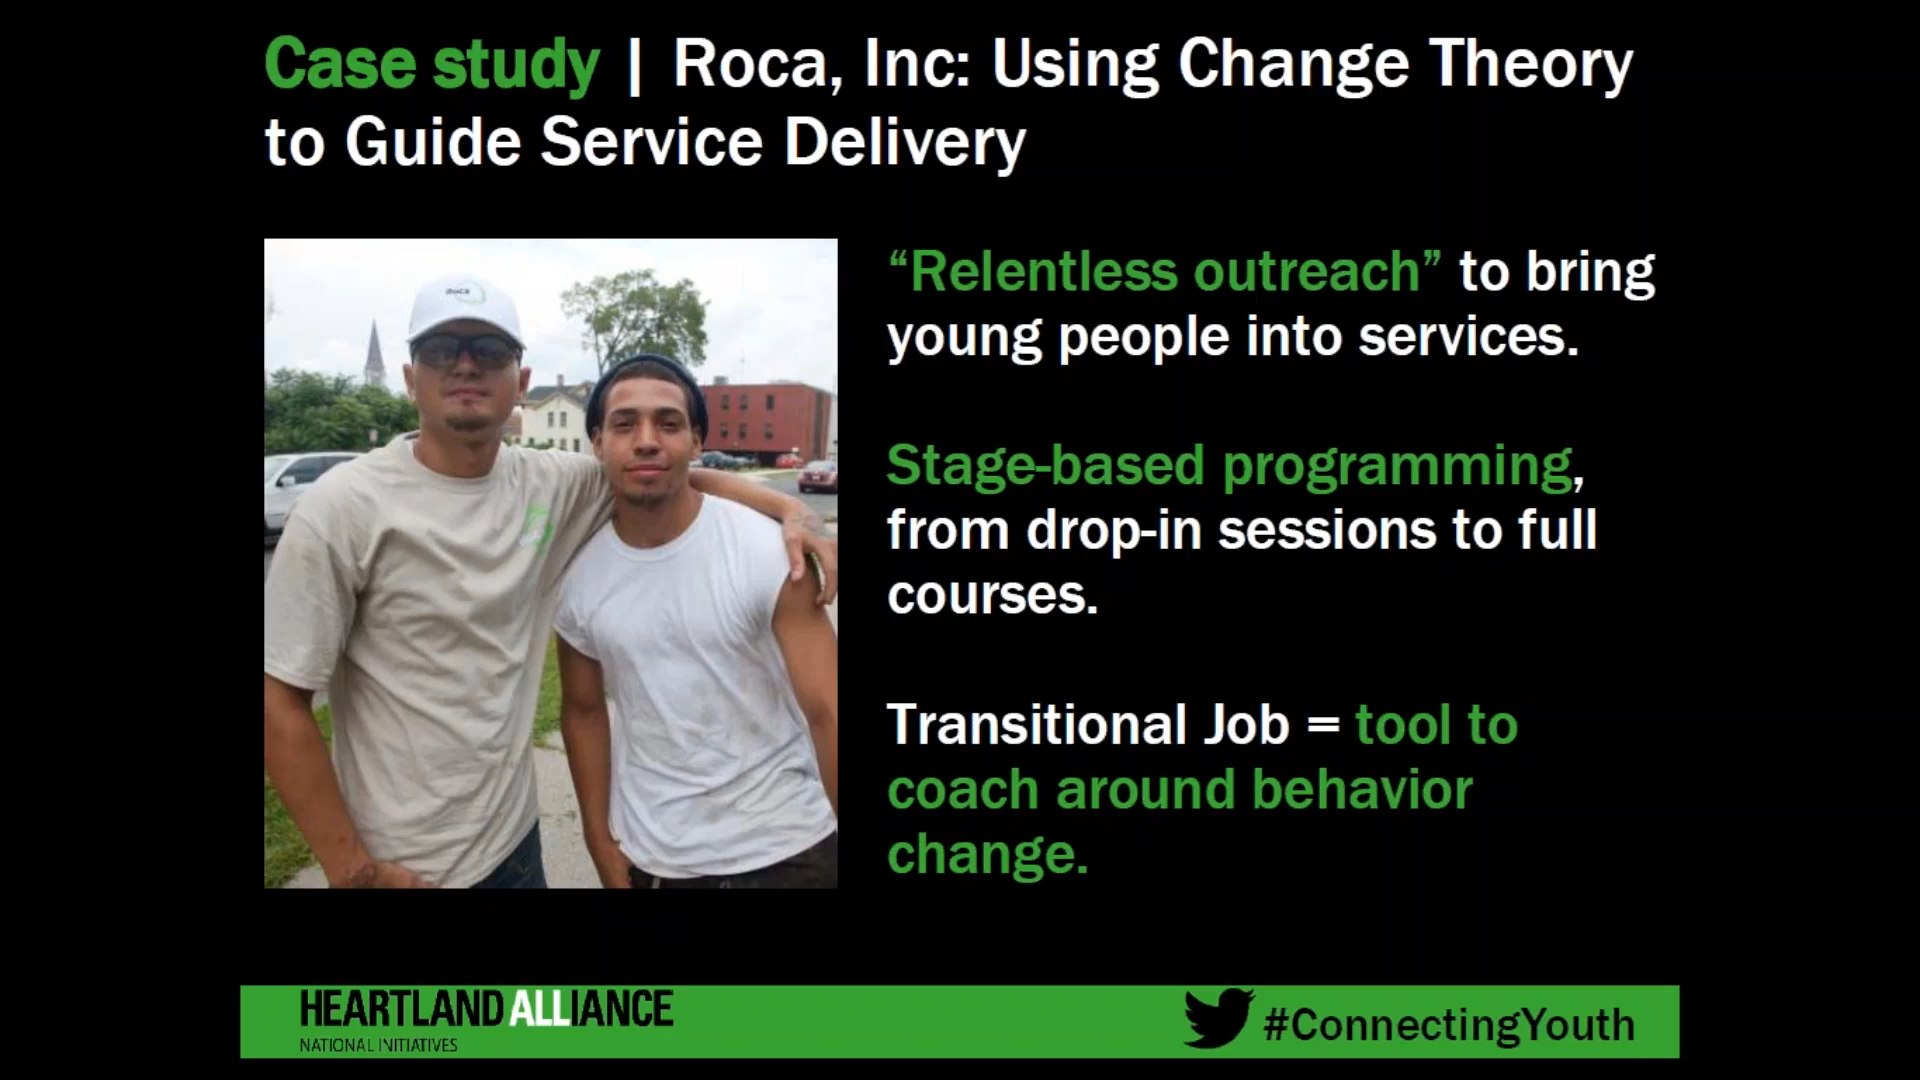 Case study | Roca, Inc: Using Change Theory
to Guide Service Delivery
Roca
“Relentless outreach” to bring
young people into services.
Stage-based programming,
from drop-in sessions to full
courses.
Transitional Job = tool to
coach around behavior
change.
HEARTLAND ALLIANCE
NATIONAL INITIATIVES
#ConnectingYouth